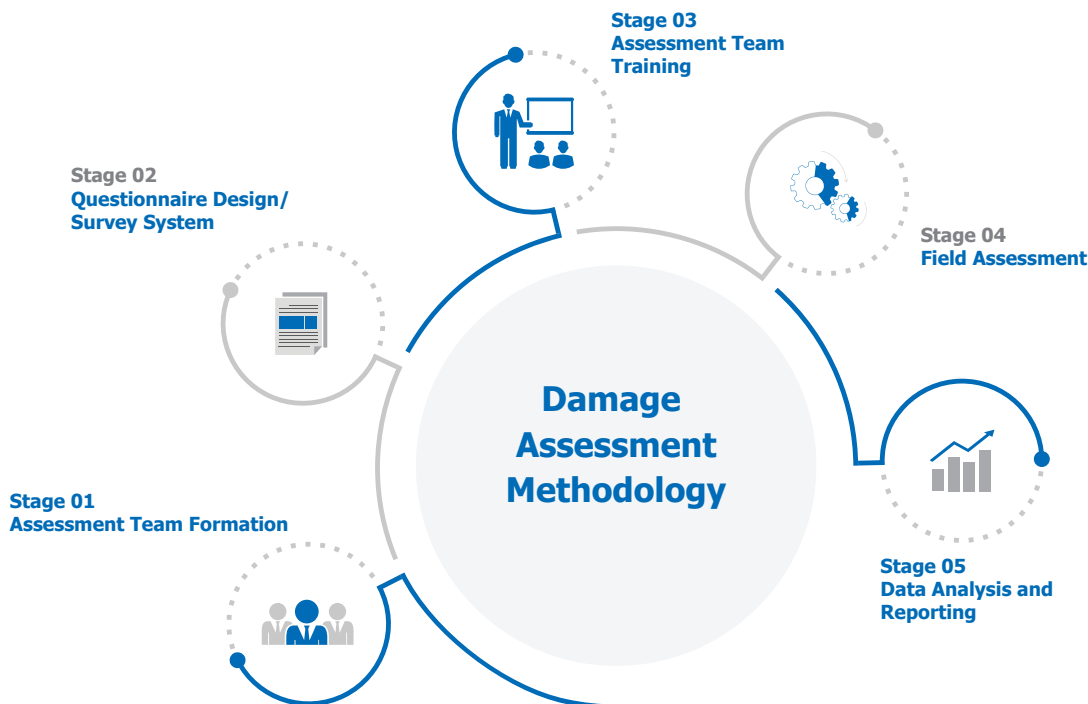 Stage 01
Assessment Team Formation
Stage 02
Questionnaire Design/
Survey System
Stage 03
Assessment Team
Training
Stage 04
Field Assessment
Stage 05
Data Analysis and
Reporting
Damage
Assessment
Methodology